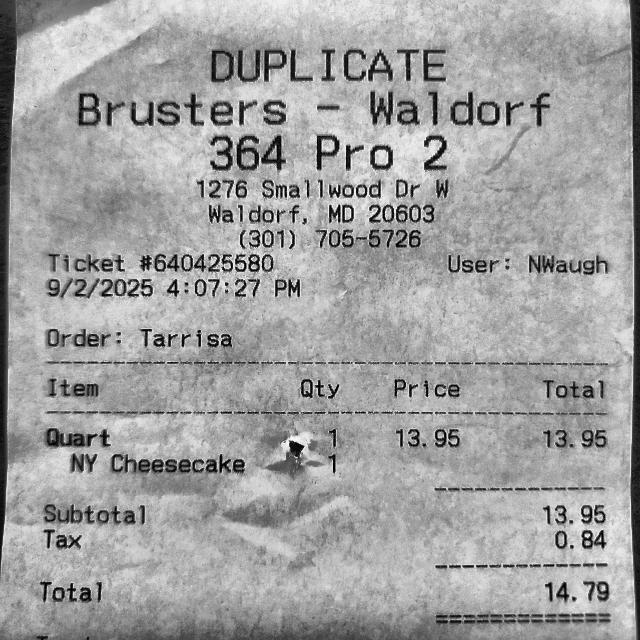 DUPLICATE
Brusters - Waldorf
364 Pro 2
1276 Smallwood Dr W
Waldorf, MD 20603
(301) 705-5726
Ticket #640425580 User: NWaugh
9/2/2025 4:07:27 PM
Order: Tarrisa
Item Qty Price Total
Quart 1 13.95 13.95
NY Cheesecake 1
Subtotal 13.95
Tax 0.84
Total 14.79